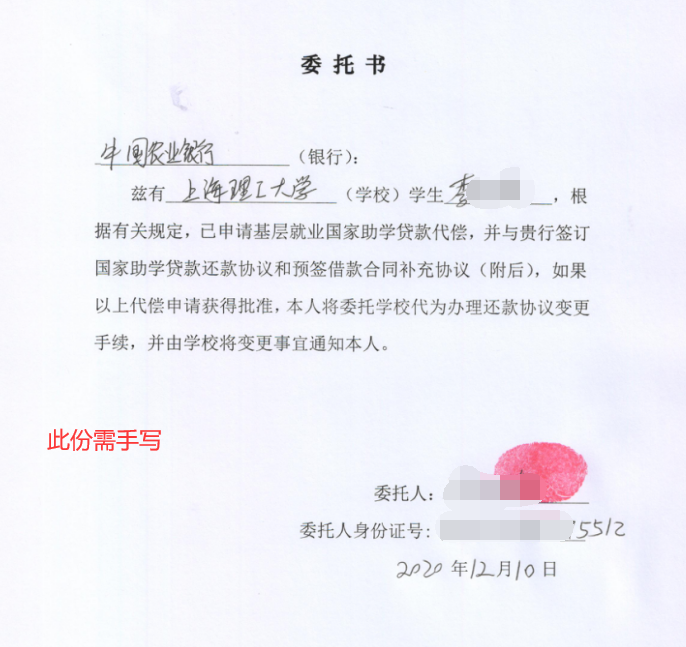 委托书
中国农业银行（银行）：
兹有上海理工大学（学校）学生李，根
据有关规定，已申请基层就业国家助学贷款代偿，并与贵行签订
国家助学贷款还款协议和预签借款合同补充协议（附后），如果
以上代偿申请获得批准，本人将委托学校代为办理还款协议变更
手续，并由学校将变更事宜通知本人。
此份需手写
委托人：
委托人身份证号：5512
2020年12月10日